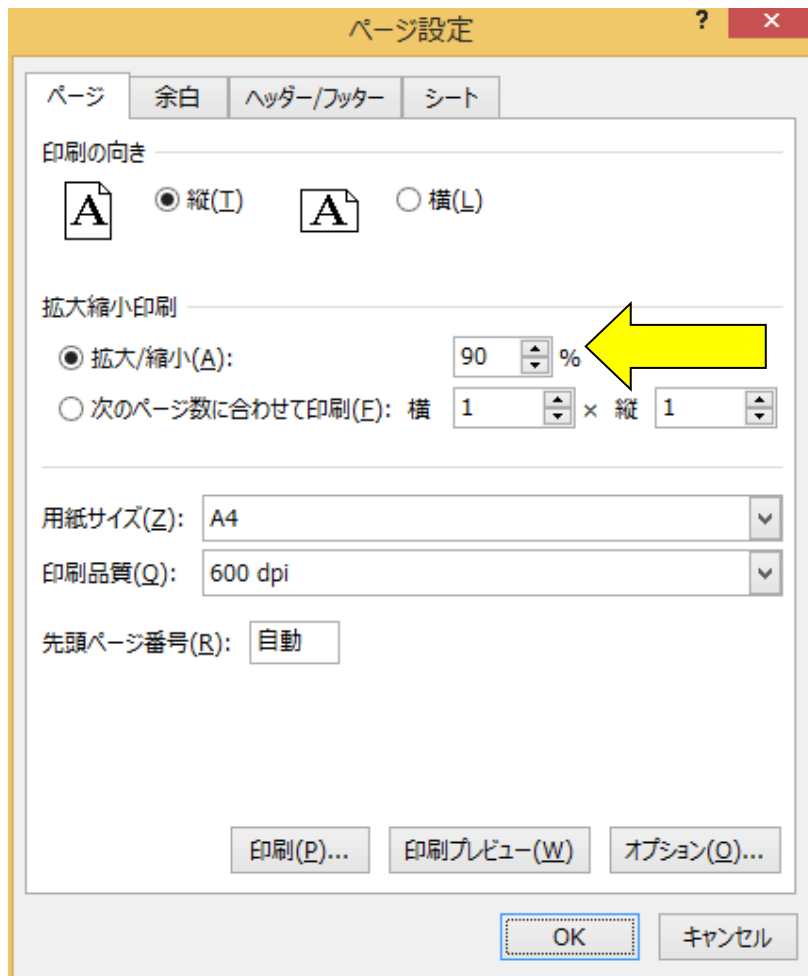 ページ設定 ? ×
ページ 余白 ヘッダー/フッター シート
印刷の向き
A 縦(T) A 横(L)
拡大縮小印刷
拡大/縮小(A): 90 %
次のページ数に合わせて印刷(F): 横 1 × 縦 1
用紙サイズ(Z): A4
印刷品質(Q): 600 dpi
先頭ページ番号(R): 自動
印刷(P)... 印刷プレビュー(W) オプション(O)...
OK キャンセル